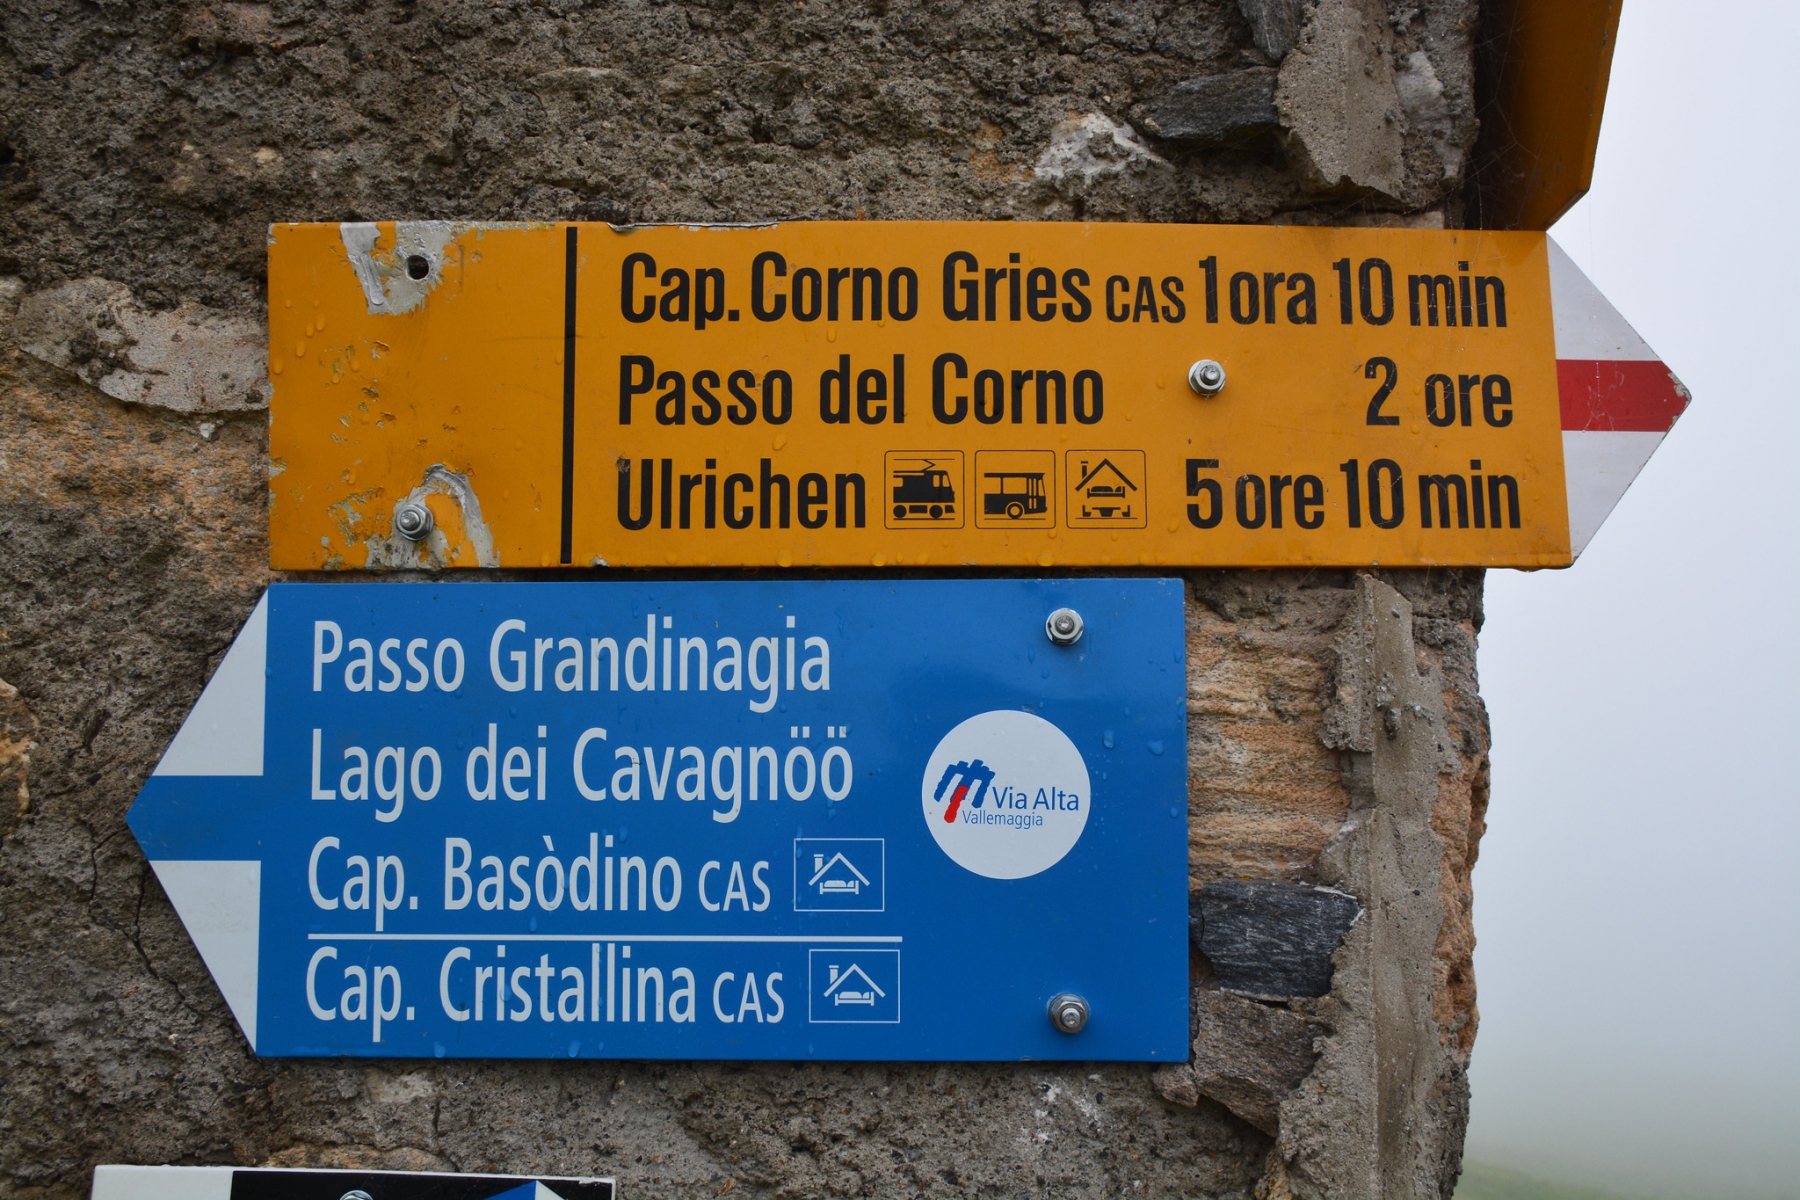 Cap. Corno Gries CAS 1 ora 10 min
Passo del Corno 2 ore
Ulrichen 5 ore 10 min
Passo Grandinagia
Lago dei Cavagnöö
Cap. Basòdino CAS
Cap. Cristallina CAS
Via Alta
Vallemaggia